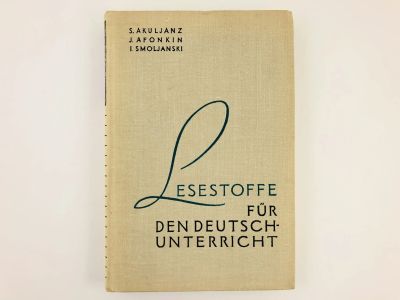 S. AKULJANZ
J. AFONKIN
I. SMOLJANSKI
LESESTOFFE
FÜR
DEN DEUTSCH-
UNTERRICHT